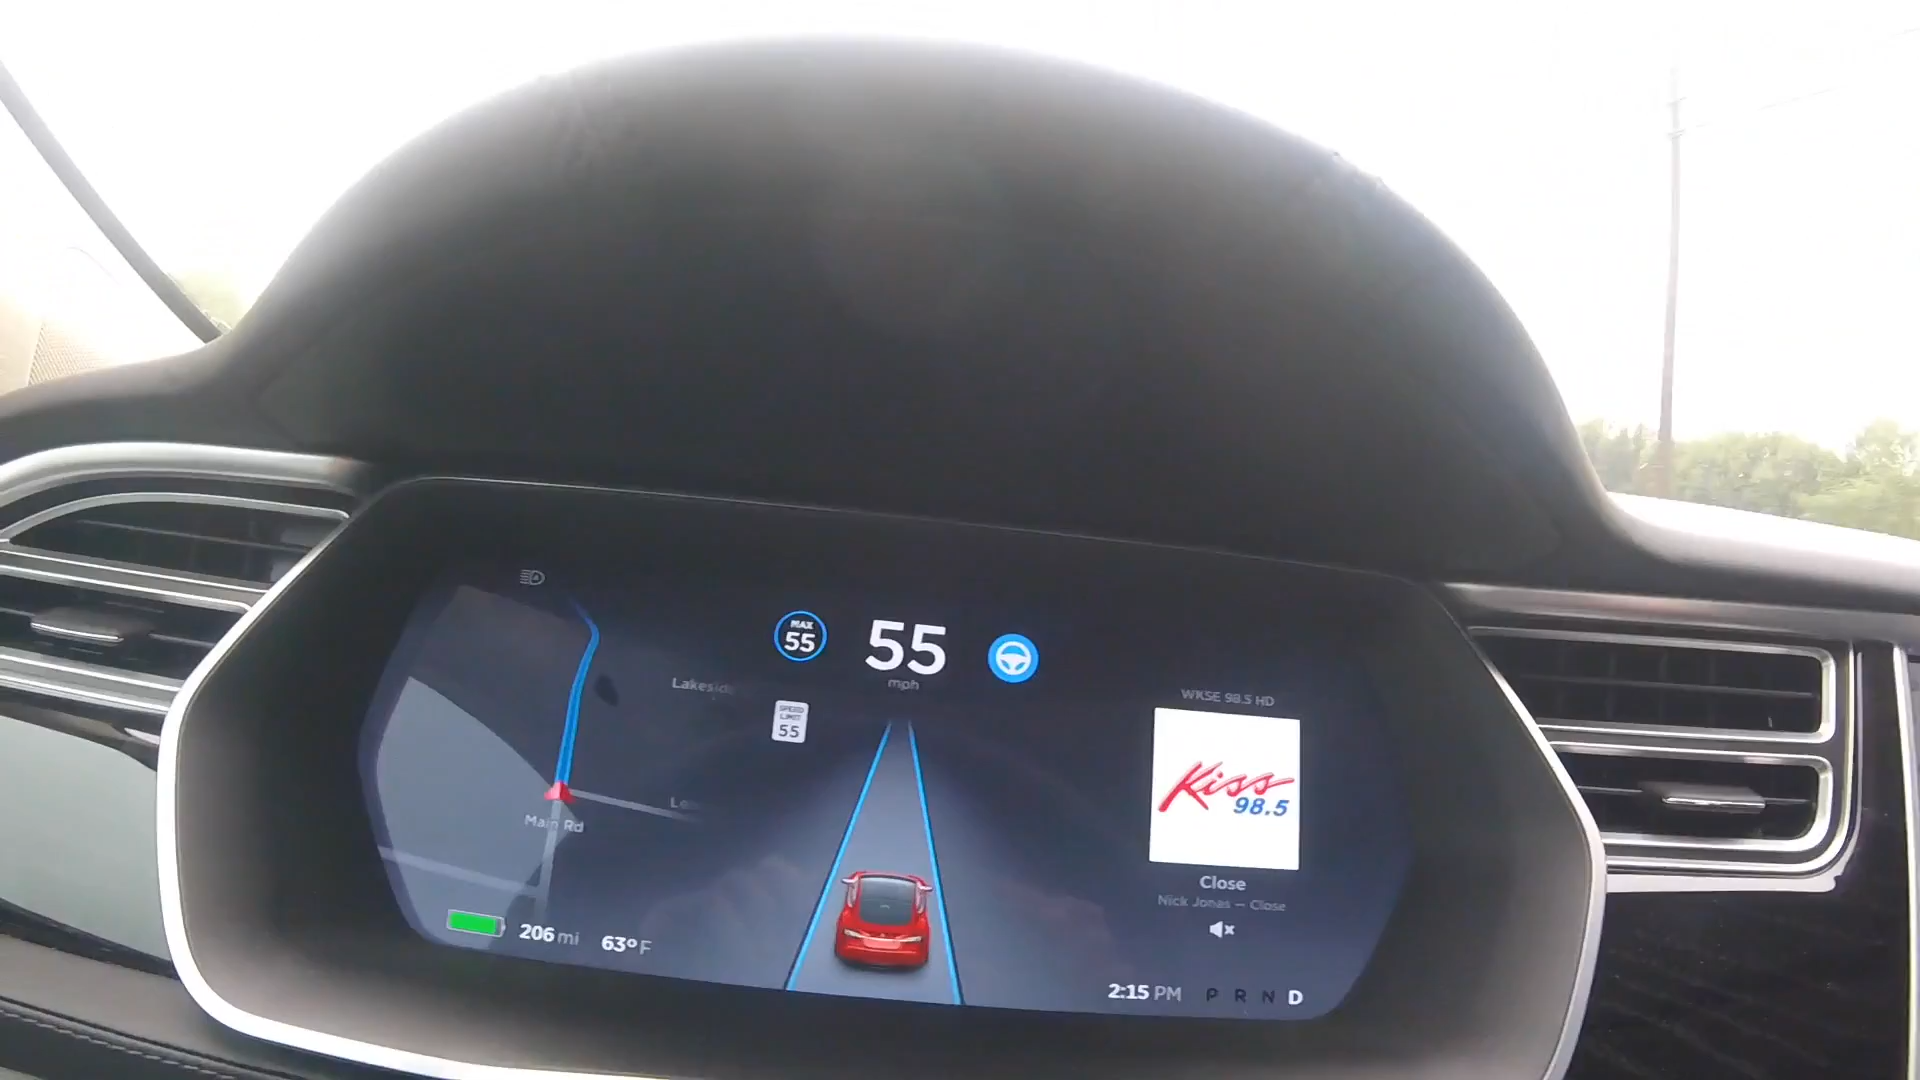 MAX
55
55
mph
SPEED
LIMIT
55
Main Rd
206 mi
63°F
WKSE 98.5 HD
Kiss
98.5
Close
Nick Jonas – Close
2:15 PM
P R N D